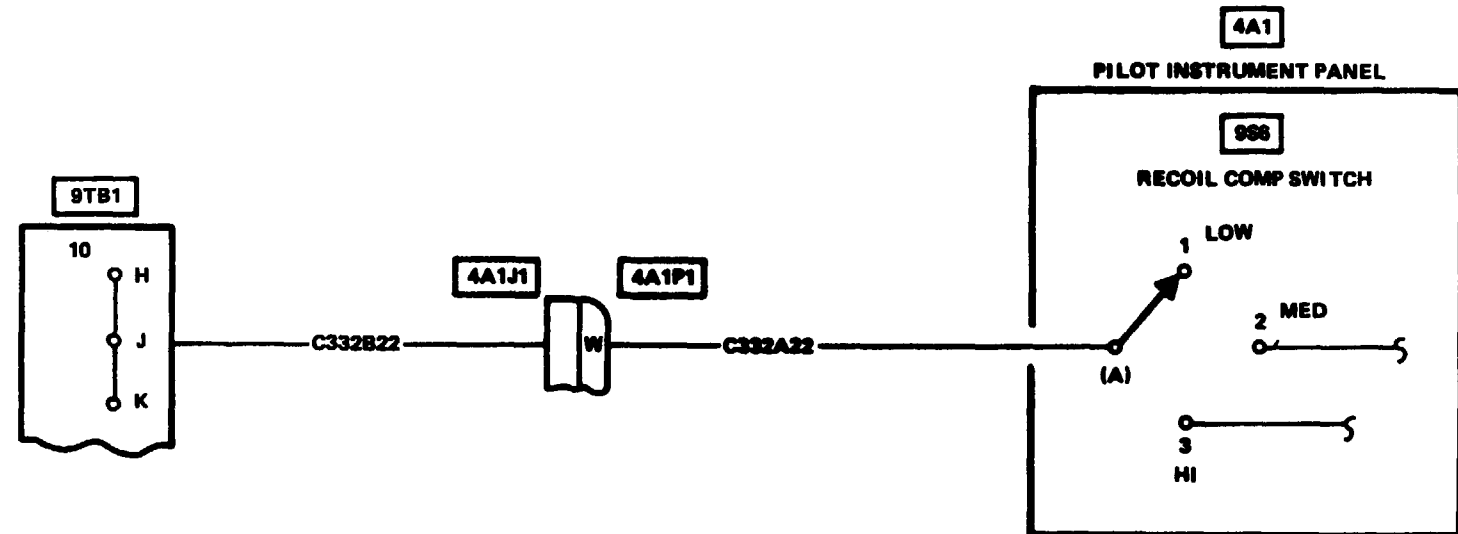 4A1
PILOT INSTRUMENT PANEL
9S6
RECOIL COMP SWITCH
9TB1
10
H
J
K
C332B22
4A1J1
4A1P1
W
C332A22
(A)
1 LOW
2 MED
3
HI